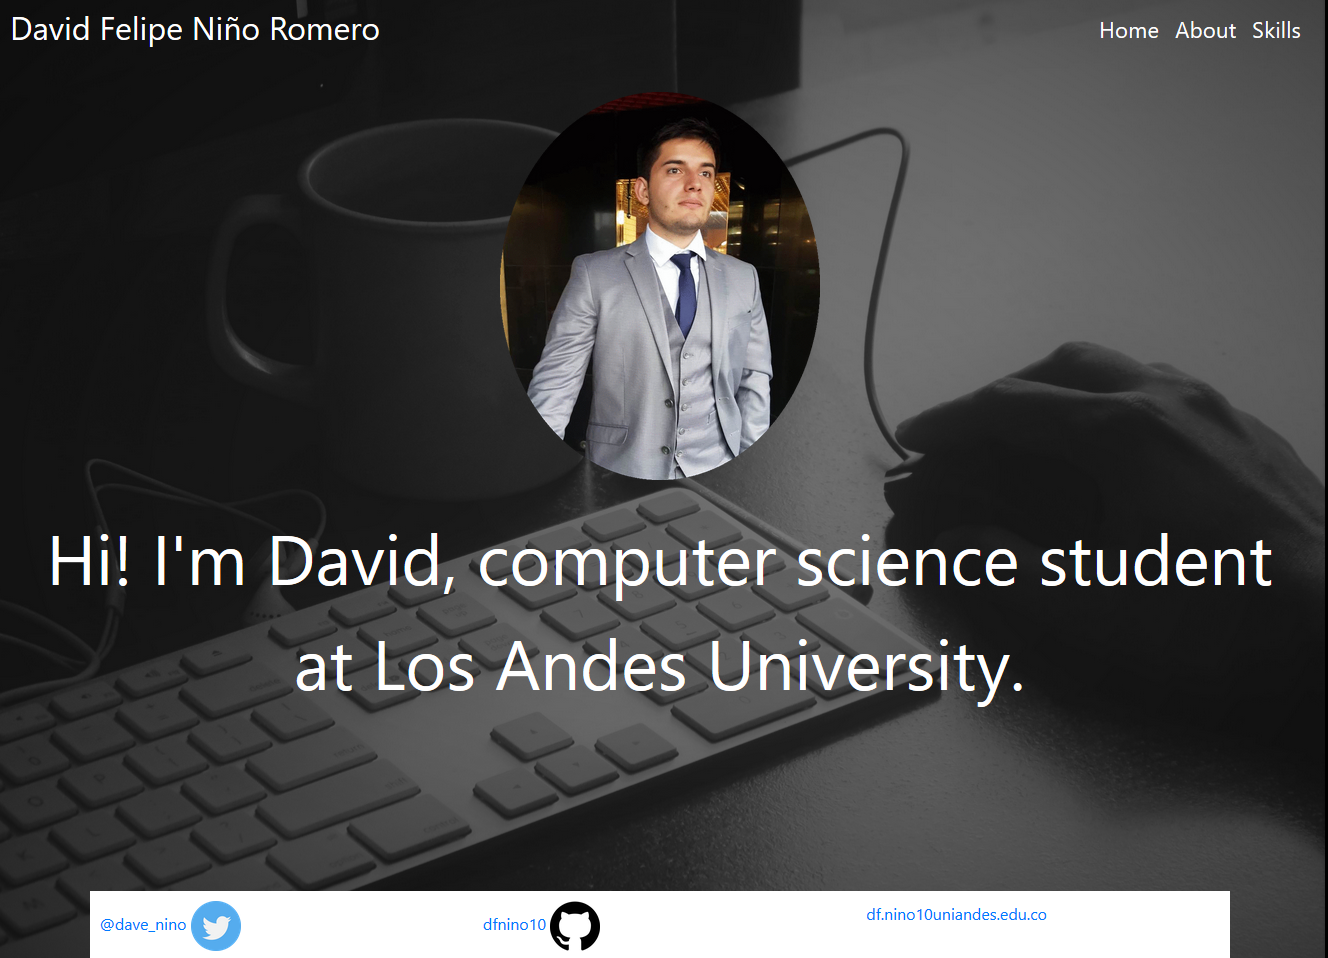 David Felipe Niño Romero
Home About Skills
Hi! I'm David, computer science student
at Los Andes University.
@dave_nino
dfnino10
df.nino10uniandes.edu.co